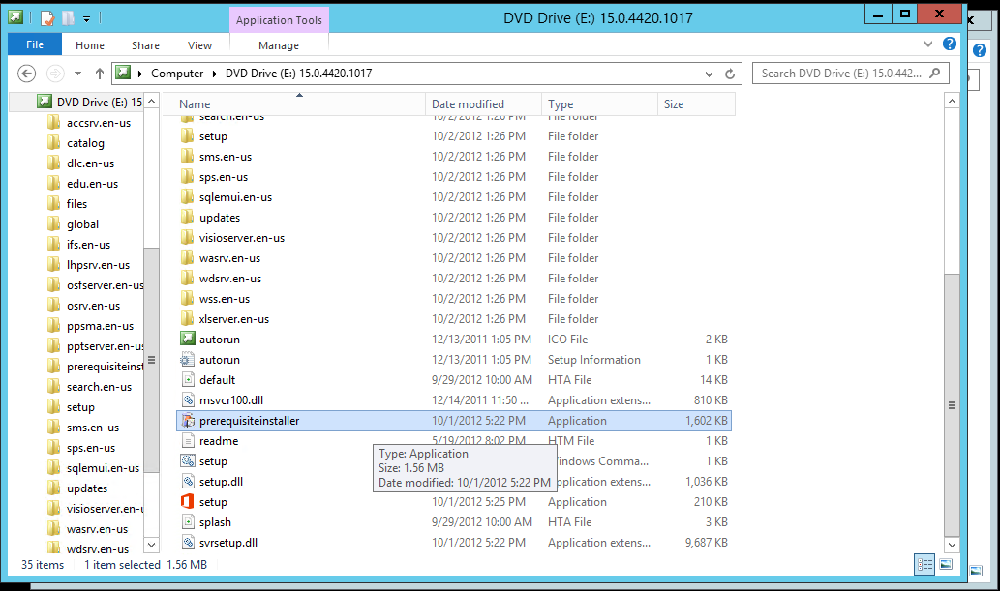 Application Tools
DVD Drive (E:) 15.0.4420.1017
File Home Share View Manage
Computer DVD Drive (E:) 15.0.4420.1017 Search DVD Drive (E:) 15.0.442...
DVD Drive (E:) 15
accsrv.en-us
catalog
dlc.en-us
edu.en-us
files
global
ifs.en-us
lhpsrv.en-us
osfserver.en-us
osrv.en-us
ppsma.en-us
pptserver.en-us
prerequisiteinst
search.en-us
setup
sms.en-us
sps.en-us
sqlemui.en-us
updates
visioserver.en-u
wasrv.en-us
wdsrv.en-us
Name Date modified Type Size
search.en-us 10/2/2012 1:26 PM File folder
setup 10/2/2012 1:26 PM File folder
sms.en-us 10/2/2012 1:26 PM File folder
sps.en-us 10/2/2012 1:26 PM File folder
sqlemui.en-us 10/2/2012 1:26 PM File folder
updates 10/2/2012 1:26 PM File folder
visioserver.en-us 10/2/2012 1:26 PM File folder
wasrv.en-us 10/2/2012 1:26 PM File folder
wdsrv.en-us 10/2/2012 1:26 PM File folder
wss.en-us 10/2/2012 1:26 PM File folder
xlserver.en-us 10/2/2012 1:26 PM File folder
autorun 12/13/2011 1:05 PM ICO File 2 KB
autorun 12/13/2011 1:05 PM Setup Information 1 KB
default 9/29/2012 10:00 AM HTA File 14 KB
msvcr100.dll 12/14/2011 11:50 ... Application extens... 810 KB
prerequisiteinstaller 10/1/2012 5:22 PM Application 1,602 KB
readme 5/19/2012 8:02 PM HTM File 1 KB
setup Windows Comma... 1 KB
setup.dll Application extens... 1,036 KB
setup 10/1/2012 5:25 PM Application 210 KB
splash 9/29/2012 10:00 AM HTA File 3 KB
svrsetup.dll 10/1/2012 5:22 PM Application extens... 9,687 KB
Type: Application
Size: 1.56 MB
Date modified: 10/1/2012 5:22 PM
35 items 1 item selected 1.56 MB